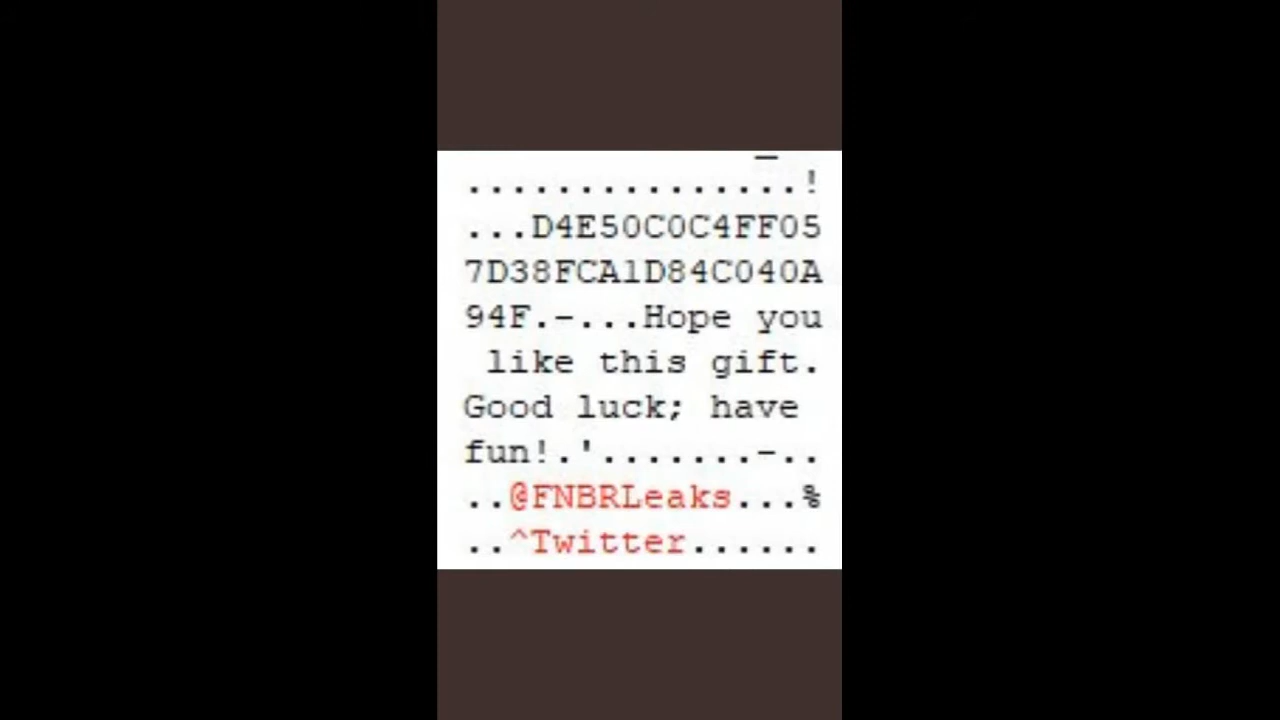 ...............!
...D4E50C0C4FF05
7D38FCA1D84C040A
94F.-...Hope you
like this gift.
Good luck; have
fun!.'.......-..
..@FNBRLeaks...%
..^Twitter......